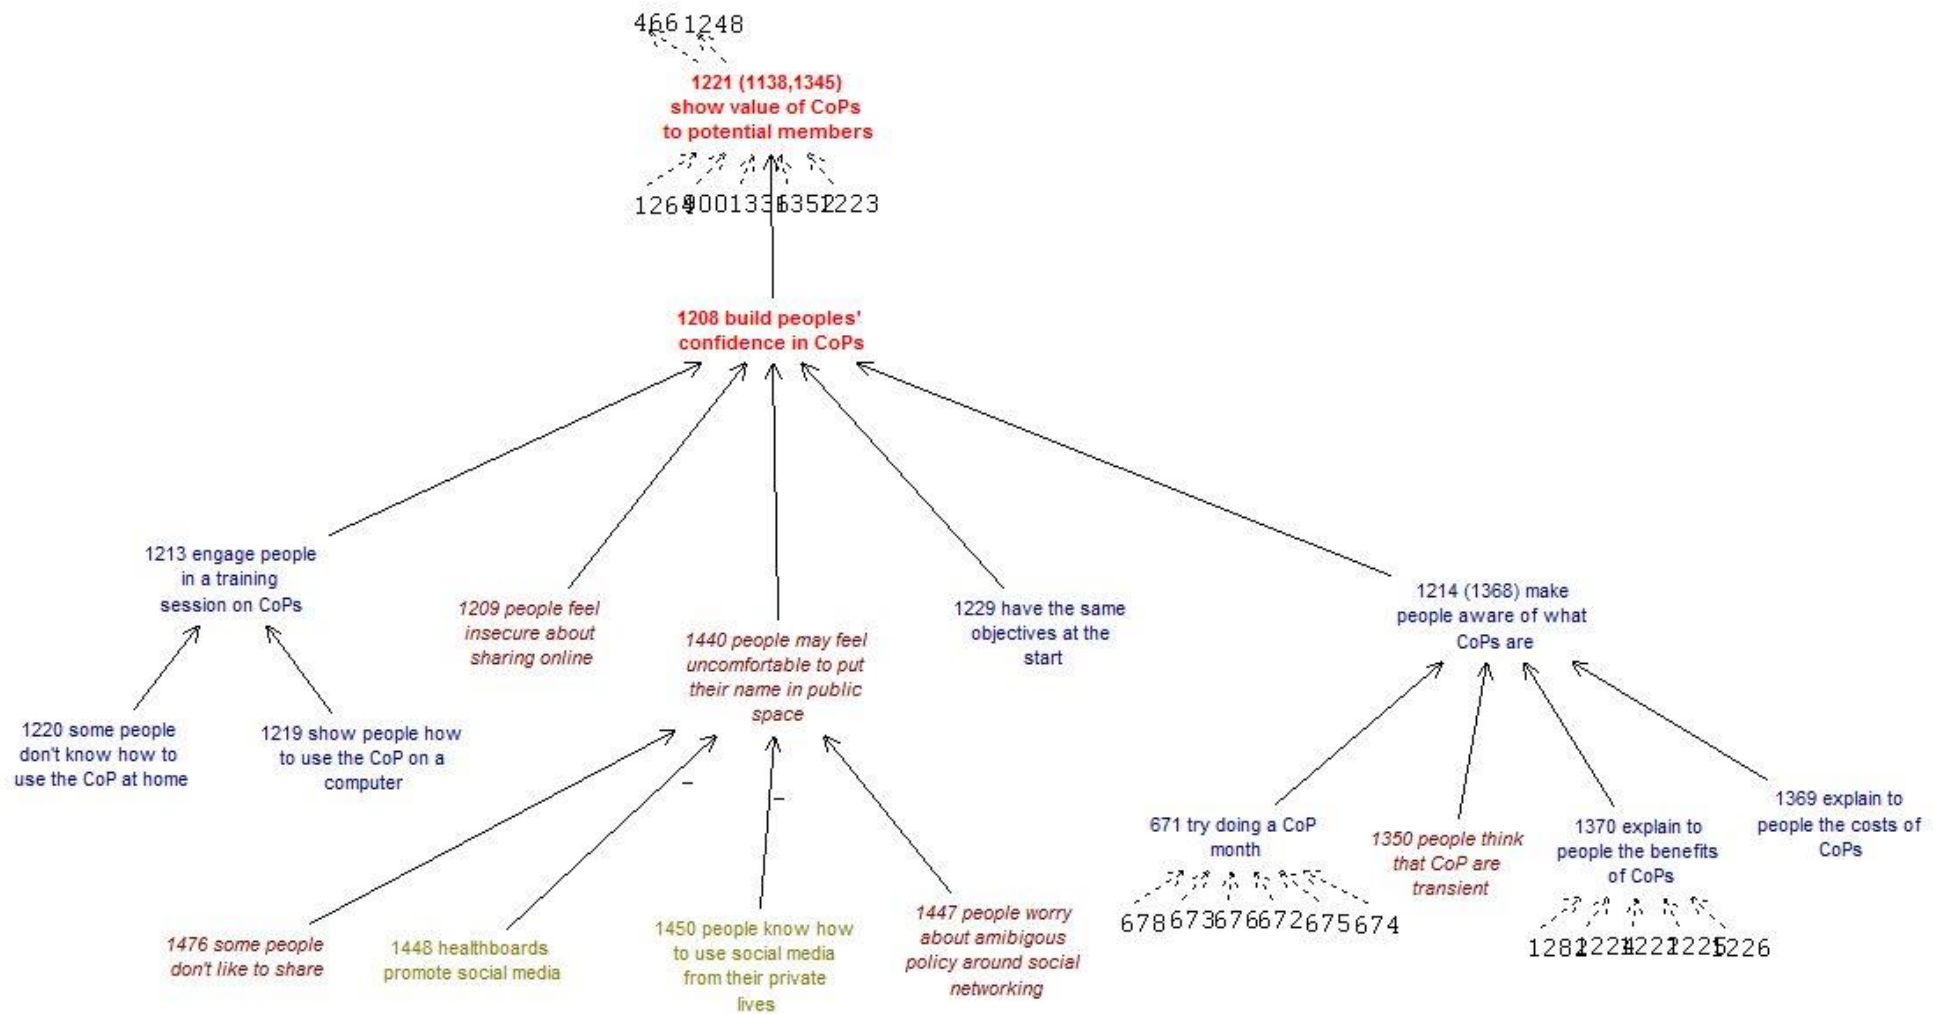 466 1248
1221 (1138,1345)
show value of CoPs
to potential members
1223
1208 build peoples'
confidence in CoPs
1213 engage people
in a training
session on CoPs
1209 people feel
insecure about
sharing online
1440 people may feel
uncomfortable to put
their name in public
space
1229 have the same
objectives at the
start
1214 (1368) make
people aware of what
CoPs are
1220 some people
don't know how to
use the CoP at home
1219 show people how
to use the CoP on a
computer
–
–
671 try doing a CoP
month
1350 people think
that CoP are
transient
1370 explain to
people the benefits
of CoPs
1369 explain to
people the costs of
CoPs
678 673 676 672 675 674
1226
1476 some people
don't like to share
1448 healthboards
promote social media
1450 people know how
to use social media
from their private
lives
1447 people worry
about amibigous
policy around social
networking